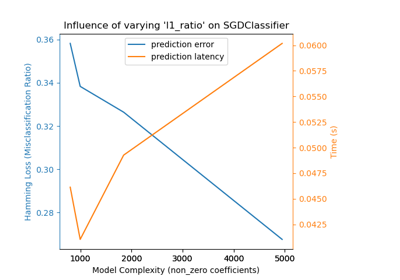 Influence of varying 'l1_ratio' on SGDClassifier
prediction error
prediction latency
0.36
0.34
0.32
0.30
0.28
Hamming Loss (Misclassification Ratio)
0.0600
0.0575
0.0550
0.0525
0.0500
0.0475
0.0450
0.0425
Time (s)
1000 2000 3000 4000 5000
Model Complexity (non_zero coefficients)